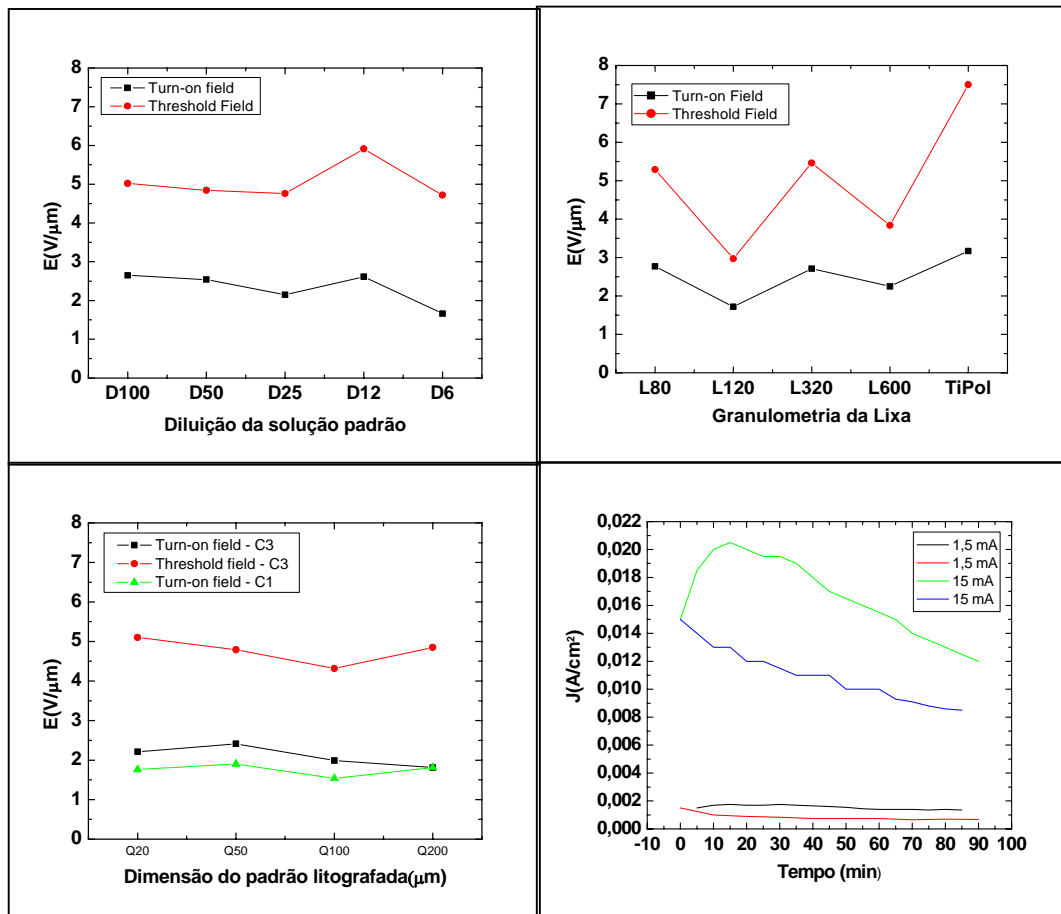 8
7
6
5
4
3
2
1
0
E(V/μm)
Turn-on field
Threshold Field
D100 D50 D25 D12 D6
Diluição da solução padrão
8
7
6
5
4
3
2
1
0
E(V/μm)
Turn-on Field
Threshold Field
L80 L120 L320 L600 TiPol
Granulometria da Lixa
8
7
6
5
4
3
2
1
0
E(V/μm)
Turn-on field - C3
Threshold field - C3
Turn-on field - C1
Q20 Q50 Q100 Q200
Dimensão do padrão litografada(μm)
0,022
0,020
0,018
0,016
0,014
0,012
0,010
0,008
0,006
0,004
0,002
0,000
J(A/cm²)
1,5 mA
1,5 mA
15 mA
15 mA
-10 0 10 20 30 40 50 60 70 80 90 100
Tempo (min)